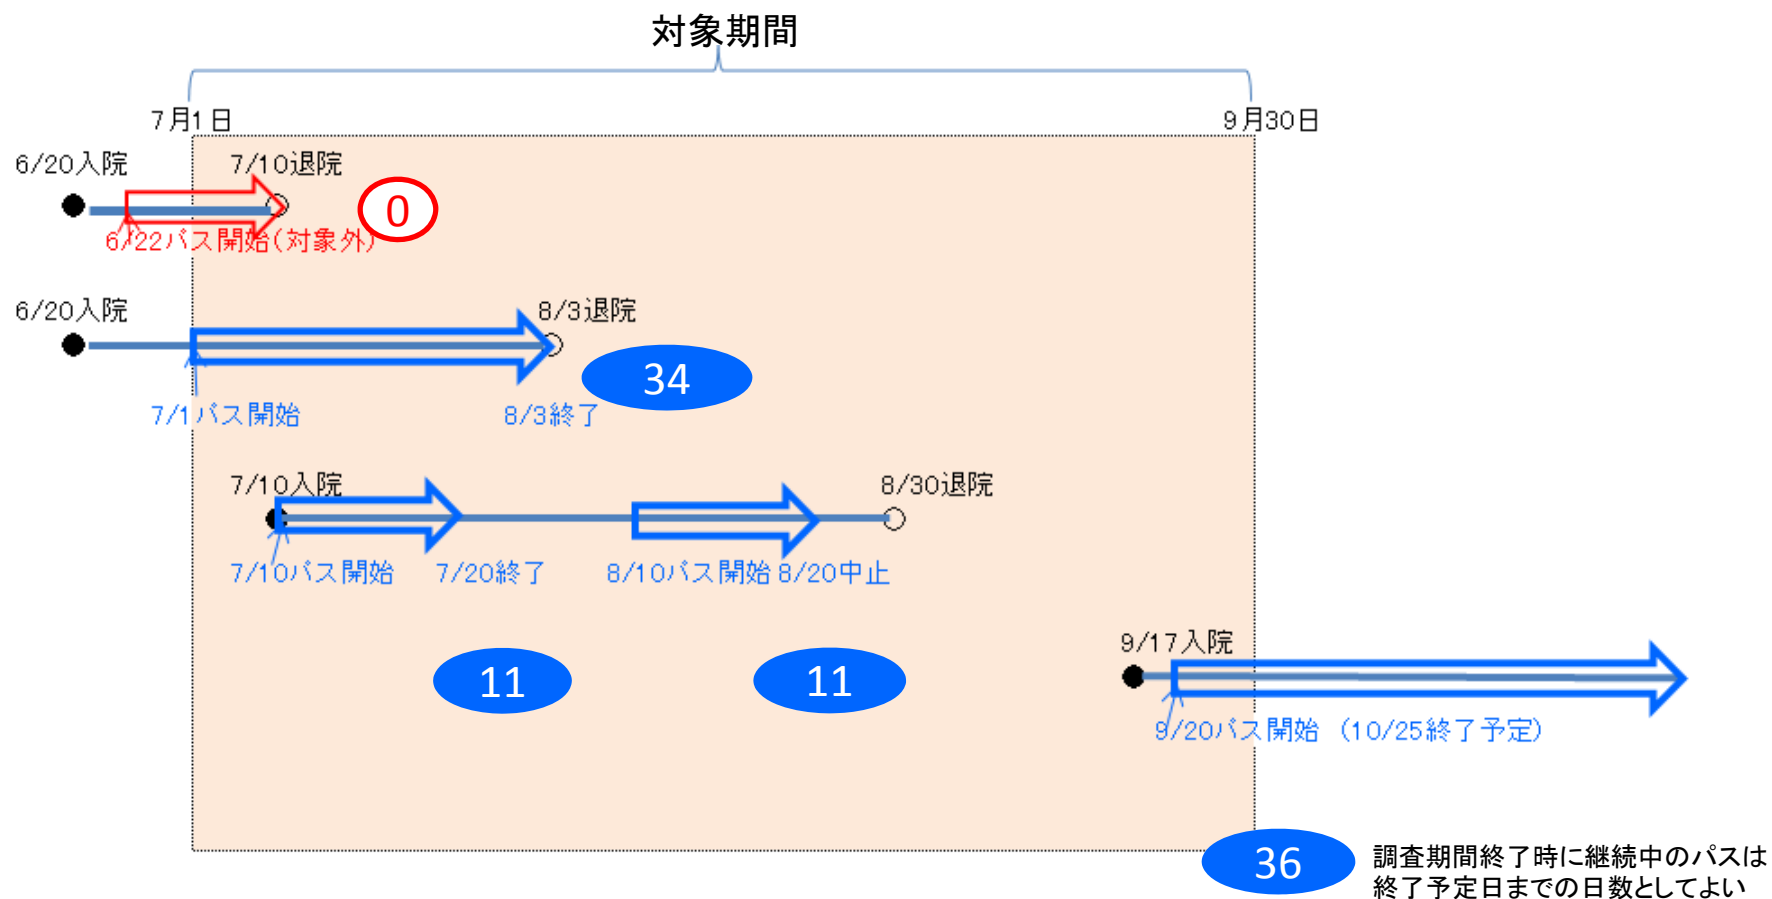 対象期間
7月1日
9月30日
6/20入院
7/10退院
0
6/22パス開始(対象外)
6/20入院
8/3退院
34
7/1パス開始
8/3終了
7/10入院
8/30退院
7/10パス開始
7/20終了
8/10パス開始
8/20中止
11
11
9/17入院
9/20パス開始 (10/25終了予定)
36
調査期間終了時に継続中のパスは
終了予定日までの日数としてよい